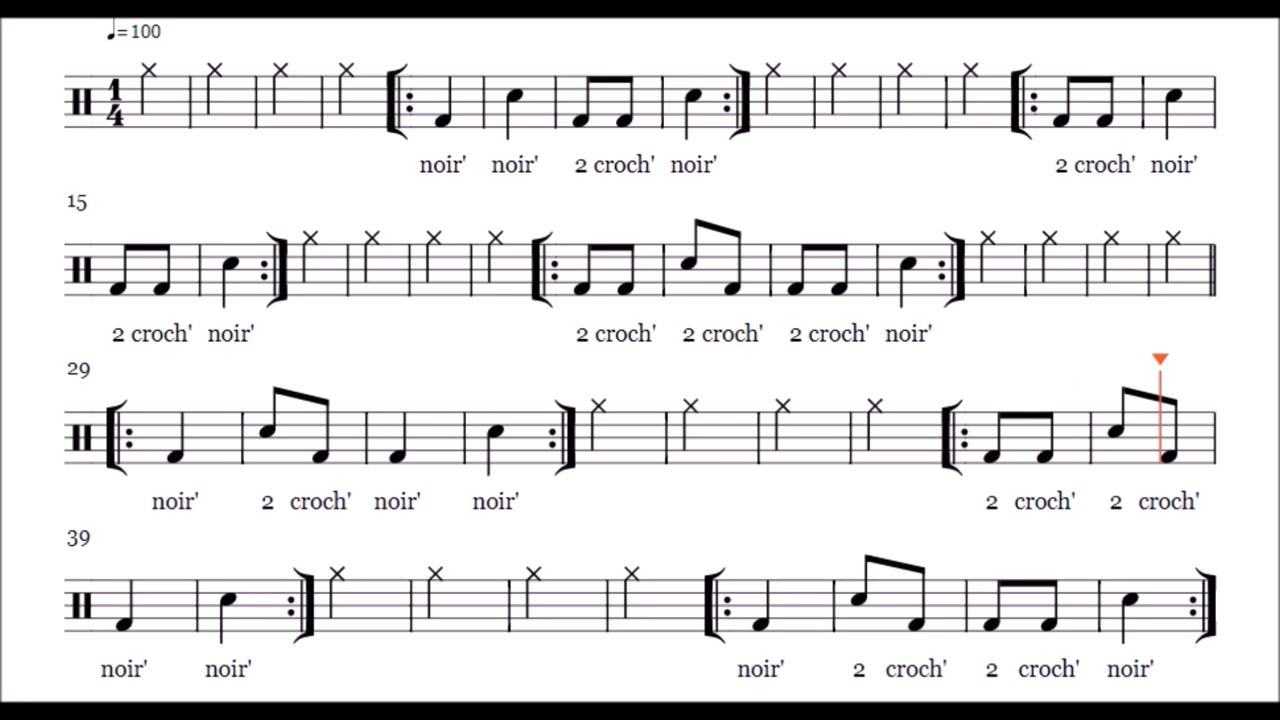 ♩= 100
1
4
noir' noir' 2 croch' noir' 2 croch' noir'
15
2 croch' noir' 2 croch' 2 croch' 2 croch' noir'
29
noir' 2 croch' noir' noir' 2 croch' 2 croch'
39
noir' noir' noir' 2 croch' 2 croch' noir'